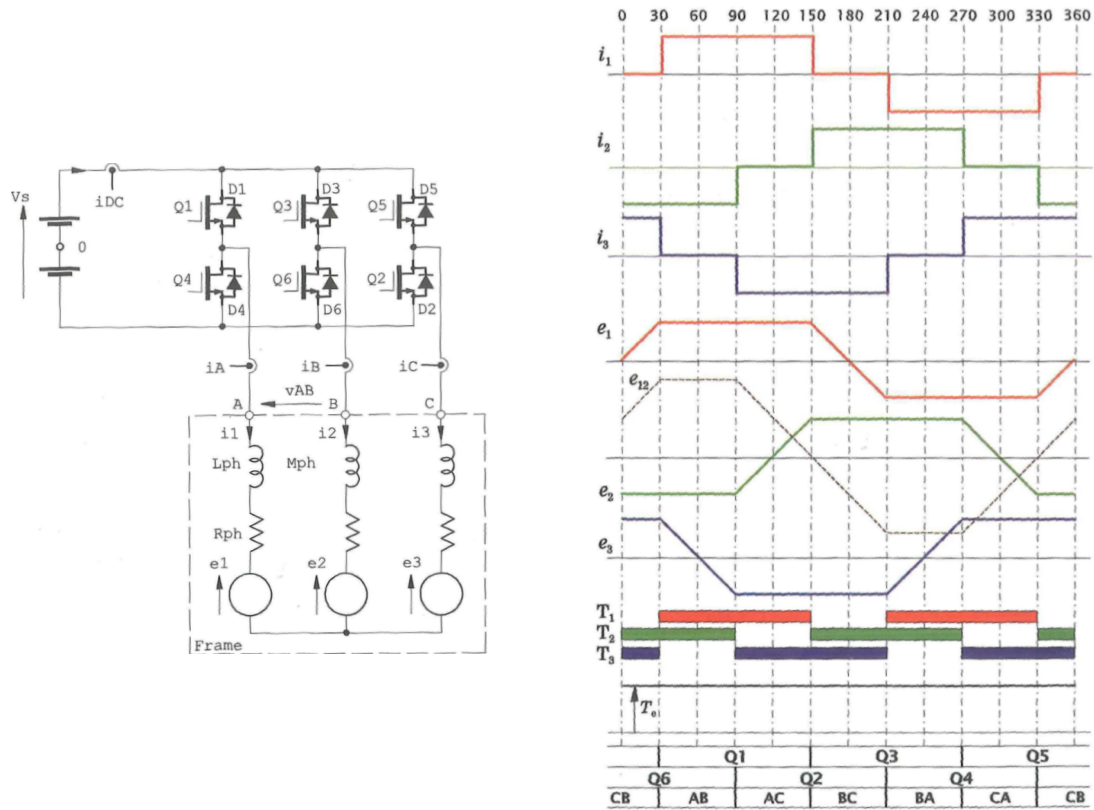 Vs
iDC
0
Q1
D1
Q3
D3
Q5
D5
Q4
D4
Q6
D6
Q2
D2
iA
iB
iC
vAB
A
B
C
i1
i2
i3
Lph
Mph
Rph
e1
e2
e3
Frame
0 30 60 90 120 150 180 210 240 270 300 330 360
i1
i2
i3
e1
e12
e2
e3
T1
T2
T3
Te
Q1 Q3 Q5
Q6 Q2 Q4
CB AB AC BC BA CA CB